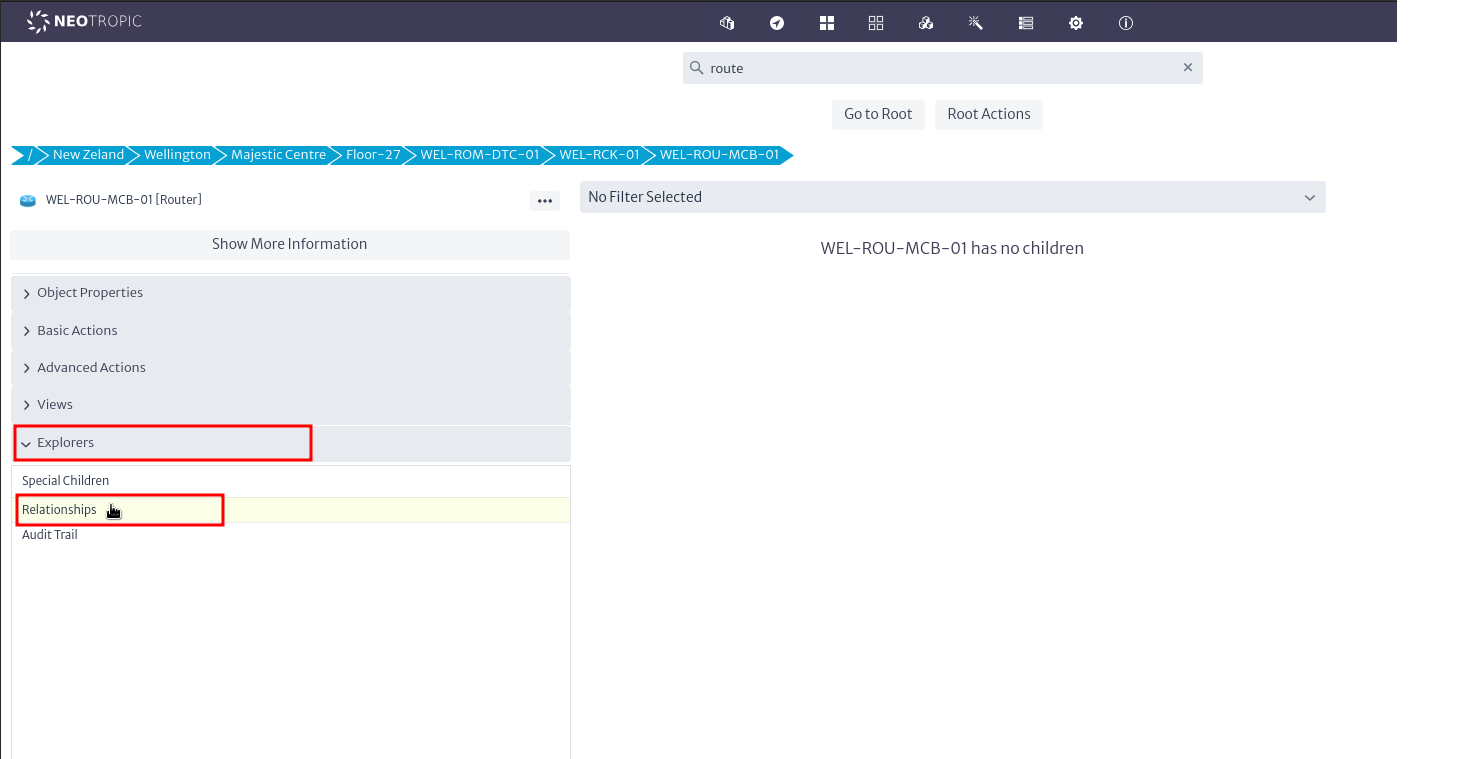 NEOTROPIC
route
Go to Root Root Actions
/ New Zeland Wellington Majestic Centre Floor-27 WEL-ROM-DTC-01 WEL-RCK-01 WEL-ROU-MCB-01
WEL-ROU-MCB-01 [Router]
No Filter Selected
Show More Information
WEL-ROU-MCB-01 has no children
Object Properties
Basic Actions
Advanced Actions
Views
Explorers
Special Children
Relationships
Audit Trail